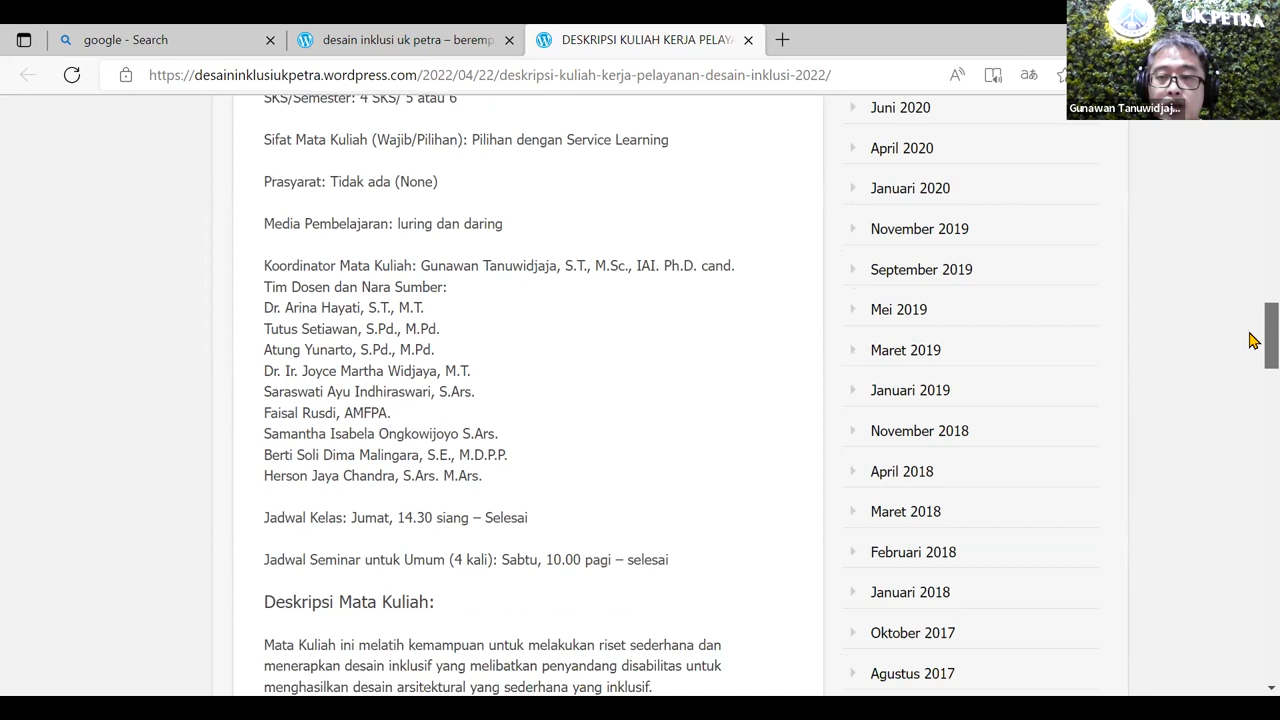 google - Search
desain inklusi uk petra – beremp
DESKRIPSI KULIAH KERJA PELAY
UK PETRA
Gunawan Tanuwidjaj...
https://desaininklusiukpetra.wordpress.com/2022/04/22/deskripsi-kuliah-kerja-pelayanan-desain-inklusi-2022/
SKS/Semester: 4 SKS/ 5 atau 6
Sifat Mata Kuliah (Wajib/Pilihan): Pilihan dengan Service Learning
Prasyarat: Tidak ada (None)
Media Pembelajaran: luring dan daring
Koordinator Mata Kuliah: Gunawan Tanuwidjaja, S.T., M.Sc., IAI. Ph.D. cand.
Tim Dosen dan Nara Sumber:
Dr. Arina Hayati, S.T., M.T.
Tutus Setiawan, S.Pd., M.Pd.
Atung Yunarto, S.Pd., M.Pd.
Dr. Ir. Joyce Martha Widjaya, M.T.
Saraswati Ayu Indhiraswari, S.Ars.
Faisal Rusdi, AMFPA.
Samantha Isabela Ongkowijoyo S.Ars.
Berti Soli Dima Malingara, S.E., M.D.P.P.
Herson Jaya Chandra, S.Ars. M.Ars.
Jadwal Kelas: Jumat, 14.30 siang – Selesai
Jadwal Seminar untuk Umum (4 kali): Sabtu, 10.00 pagi – selesai
Deskripsi Mata Kuliah:
Mata Kuliah ini melatih kemampuan untuk melakukan riset sederhana dan
menerapkan desain inklusif yang melibatkan penyandang disabilitas untuk
menghasilkan desain arsitektural yang sederhana yang inklusif.
Juni 2020
April 2020
Januari 2020
November 2019
September 2019
Mei 2019
Maret 2019
Januari 2019
November 2018
April 2018
Maret 2018
Februari 2018
Januari 2018
Oktober 2017
Agustus 2017